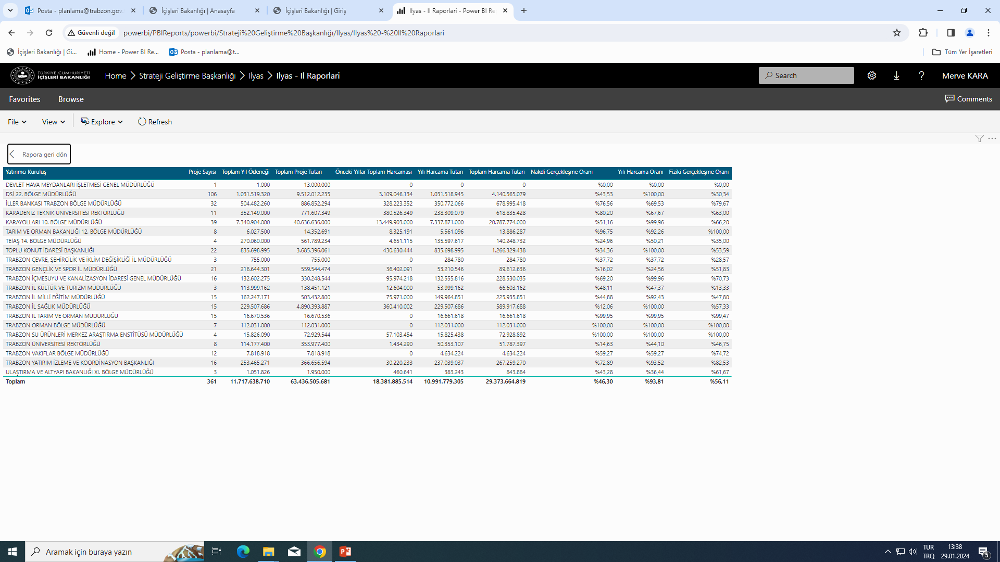 Posta - planlama@trabzon.gov.
İçişleri Bakanlığı | Anasayfa
İçişleri Bakanlığı | Giriş
Ilyas - Il Raporlari - Power BI Re
Güvenli değil
powerbi/PBIReports/powerbi/Strateji%20Geliştirme%20Başkanlığı/Ilyas/Ilyas%20-%20Il%20Raporlari
İçişleri Bakanlığı | Gi...
Home - Power BI Re...
Posta - planlama@t...
Tüm Yer İşaretleri
TÜRKİYE CUMHURİYETİ
İÇİŞLERİ BAKANLIĞI
Home > Strateji Geliştirme Başkanlığı > Ilyas > Ilyas - Il Raporlari
Search
?
Merve KARA
Favorites Browse
Comments
File View Explore Refresh
Rapora geri dön
Yatırımcı Kuruluş Proje Sayısı Toplam Yıl Ödeneği Toplam Proje Tutarı Önceki Yıllar Toplam Harcaması Yılı Harcama Tutarı Toplam Harcama Tutarı Nakdi Gerçekleşme Oranı Yılı Harcama Oranı Fiziki Gerçekleşme Oranı
DEVLET HAVA MEYDANLARI İŞLETMESİ GENEL MÜDÜRLÜĞÜ 1 1.000 13.000.000 0 0 0 %0,00 %0,00 %0,00
DSİ 22. BÖLGE MÜDÜRLÜĞÜ 106 1.031.519.320 9.512.012.235 3.109.046.134 1.031.518.945 4.140.565.079 %43,53 %100,00 %30,34
İLLER BANKASI TRABZON BÖLGE MÜDÜRLÜĞÜ 32 504.482.260 886.852.294 328.223.352 350.772.066 678.995.418 %76,56 %69,53 %79,67
KARADENİZ TEKNİK ÜNİVERSİTESİ REKTÖRLÜĞÜ 11 352.149.000 771.607.349 380.526.349 238.309.079 618.835.428 %80,20 %67,67 %63,00
KARAYOLLARI 10. BÖLGE MÜDÜRLÜĞÜ 39 7.340.904.000 40.636.636.000 13.449.903.000 7.337.871.000 20.787.774.000 %51,16 %99,96 %66,20
TARIM VE ORMAN BAKANLIĞI 12. BÖLGE MÜDÜRLÜĞÜ 8 6.027.500 14.352.691 8.325.191 5.561.096 13.886.287 %96,75 %92,26 %100,00
TEİAŞ 14. BÖLGE MÜDÜRLÜĞÜ 4 270.060.000 561.789.234 4.651.115 135.597.617 140.248.732 %24,96 %50,21 %35,00
TOPLU KONUT İDARESİ BAŞKANLIĞI 22 835.698.995 3.685.396.061 430.630.444 835.698.995 1.266.329.438 %34,36 %100,00 %53,59
TRABZON ÇEVRE, ŞEHİRCİLİK VE İKLİM DEĞİŞİKLİĞİ İL MÜDÜRLÜĞÜ 3 755.000 755.000 0 284.780 284.780 %37,72 %37,72 %28,57
TRABZON GENÇLİK VE SPOR İL MÜDÜRLÜĞÜ 21 216.644.301 559.544.474 36.402.091 53.210.546 89.612.636 %16,02 %24,56 %51,83
TRABZON İÇMESUYU VE KANALİZASYON İDARESİ GENEL MÜDÜRLÜĞÜ 16 132.602.275 330.248.544 95.974.218 132.555.816 228.530.035 %69,20 %99,96 %70,73
TRABZON İL KÜLTÜR VE TURİZM MÜDÜRLÜĞÜ 3 113.999.162 138.451.121 12.604.000 53.999.162 66.603.162 %48,11 %47,37 %13,33
TRABZON İL MİLLİ EĞİTİM MÜDÜRLÜĞÜ 15 162.247.171 503.432.800 75.971.000 149.964.851 225.935.851 %44,88 %92,43 %47,80
TRABZON İL SAĞLIK MÜDÜRLÜĞÜ 15 229.507.686 4.890.393.887 360.410.002 229.507.686 589.917.688 %12,06 %100,00 %57,33
TRABZON İL TARIM VE ORMAN MÜDÜRLÜĞÜ 15 16.670.536 16.670.536 0 16.661.618 16.661.618 %99,95 %99,95 %99,47
TRABZON ORMAN BÖLGE MÜDÜRLÜĞÜ 7 112.031.000 112.031.000 0 112.031.000 112.031.000 %100,00 %100,00 %100,00
TRABZON SU ÜRÜNLERİ MERKEZ ARAŞTIRMA ENSTİTÜSÜ MÜDÜRLÜĞÜ 4 15.826.090 72.929.544 57.103.454 15.825.438 72.928.892 %100,00 %100,00 %100,00
TRABZON ÜNİVERSİTESİ REKTÖRLÜĞÜ 8 114.177.400 353.977.400 1.434.290 50.353.107 51.787.397 %14,63 %44,10 %46,75
TRABZON VAKIFLAR BÖLGE MÜDÜRLÜĞÜ 12 7.818.918 7.818.918 0 4.634.224 4.634.224 %59,27 %59,27 %74,72
TRABZON YATIRIM İZLEME VE KOORDİNASYON BAŞKANLIĞI 16 253.465.271 366.656.594 30.220.233 237.039.037 267.259.270 %72,89 %93,52 %82,53
ULAŞTIRMA VE ALTYAPI BAKANLIĞI XI. BÖLGE MÜDÜRLÜĞÜ 3 1.051.826 1.950.000 460.641 383.243 843.884 %43,28 %36,44 %61,67
Toplam 361 11.717.638.710 63.436.505.681 18.381.885.514 10.991.779.305 29.373.664.819 %46,30 %93,81 %56,11
Aramak için buraya yazın
TUR
TRQ
13:38
29.01.2024
5